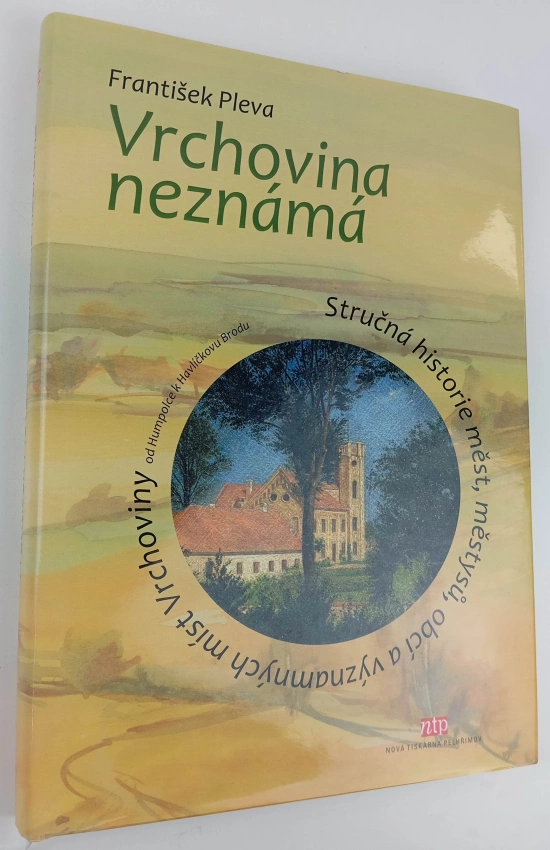 František Pleva
Vrchovina
neznámá
Stručná historie měst, městysů, obcí a významných míst Vrchoviny
od Humpolce k Havlíčkovu Brodu
ntp
NOVÁ TISKÁRNA PELHŘIMOV